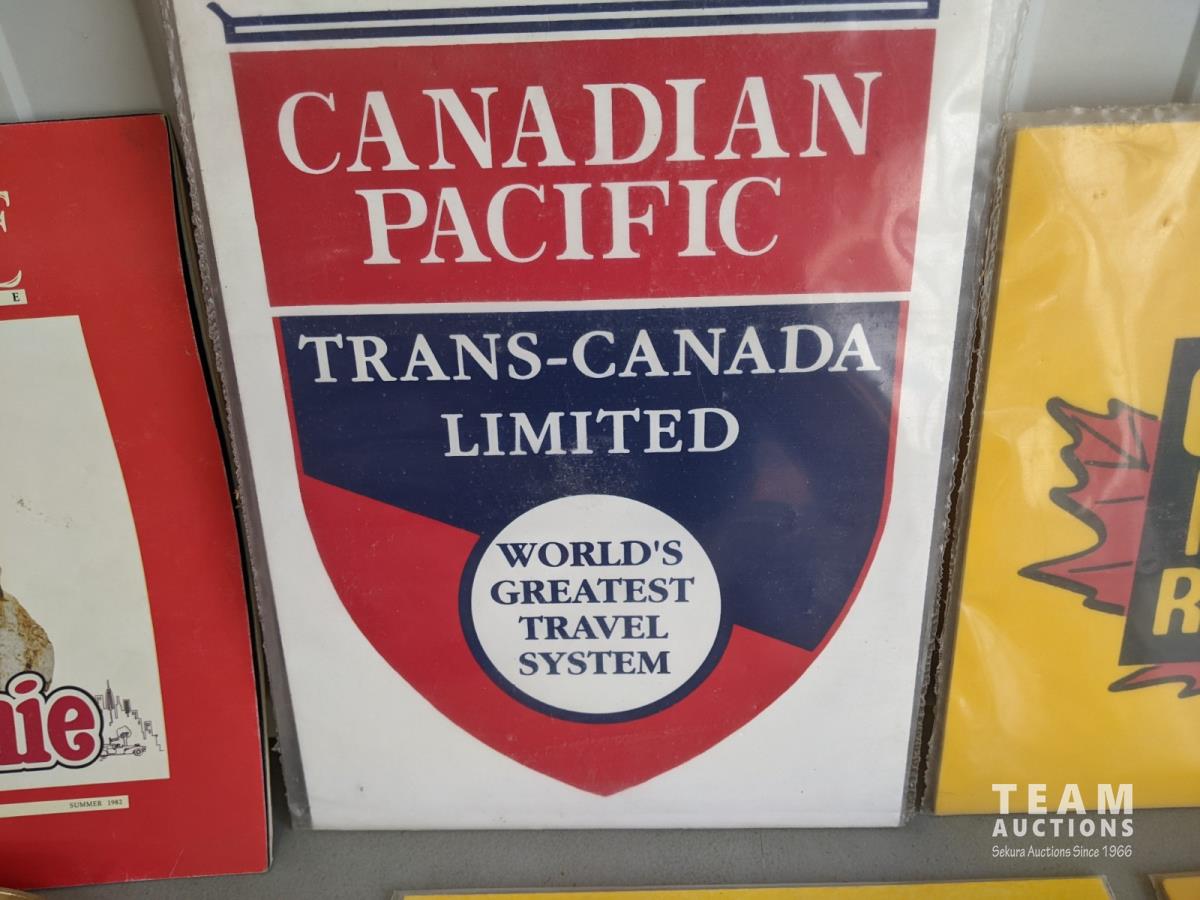 CANADIAN
PACIFIC
TRANS-CANADA
LIMITED
WORLD'S
GREATEST
TRAVEL
SYSTEM
E
nie
SUMMER 1982
R
TEAM
AUCTIONS
Sekura Auctions Since 1966